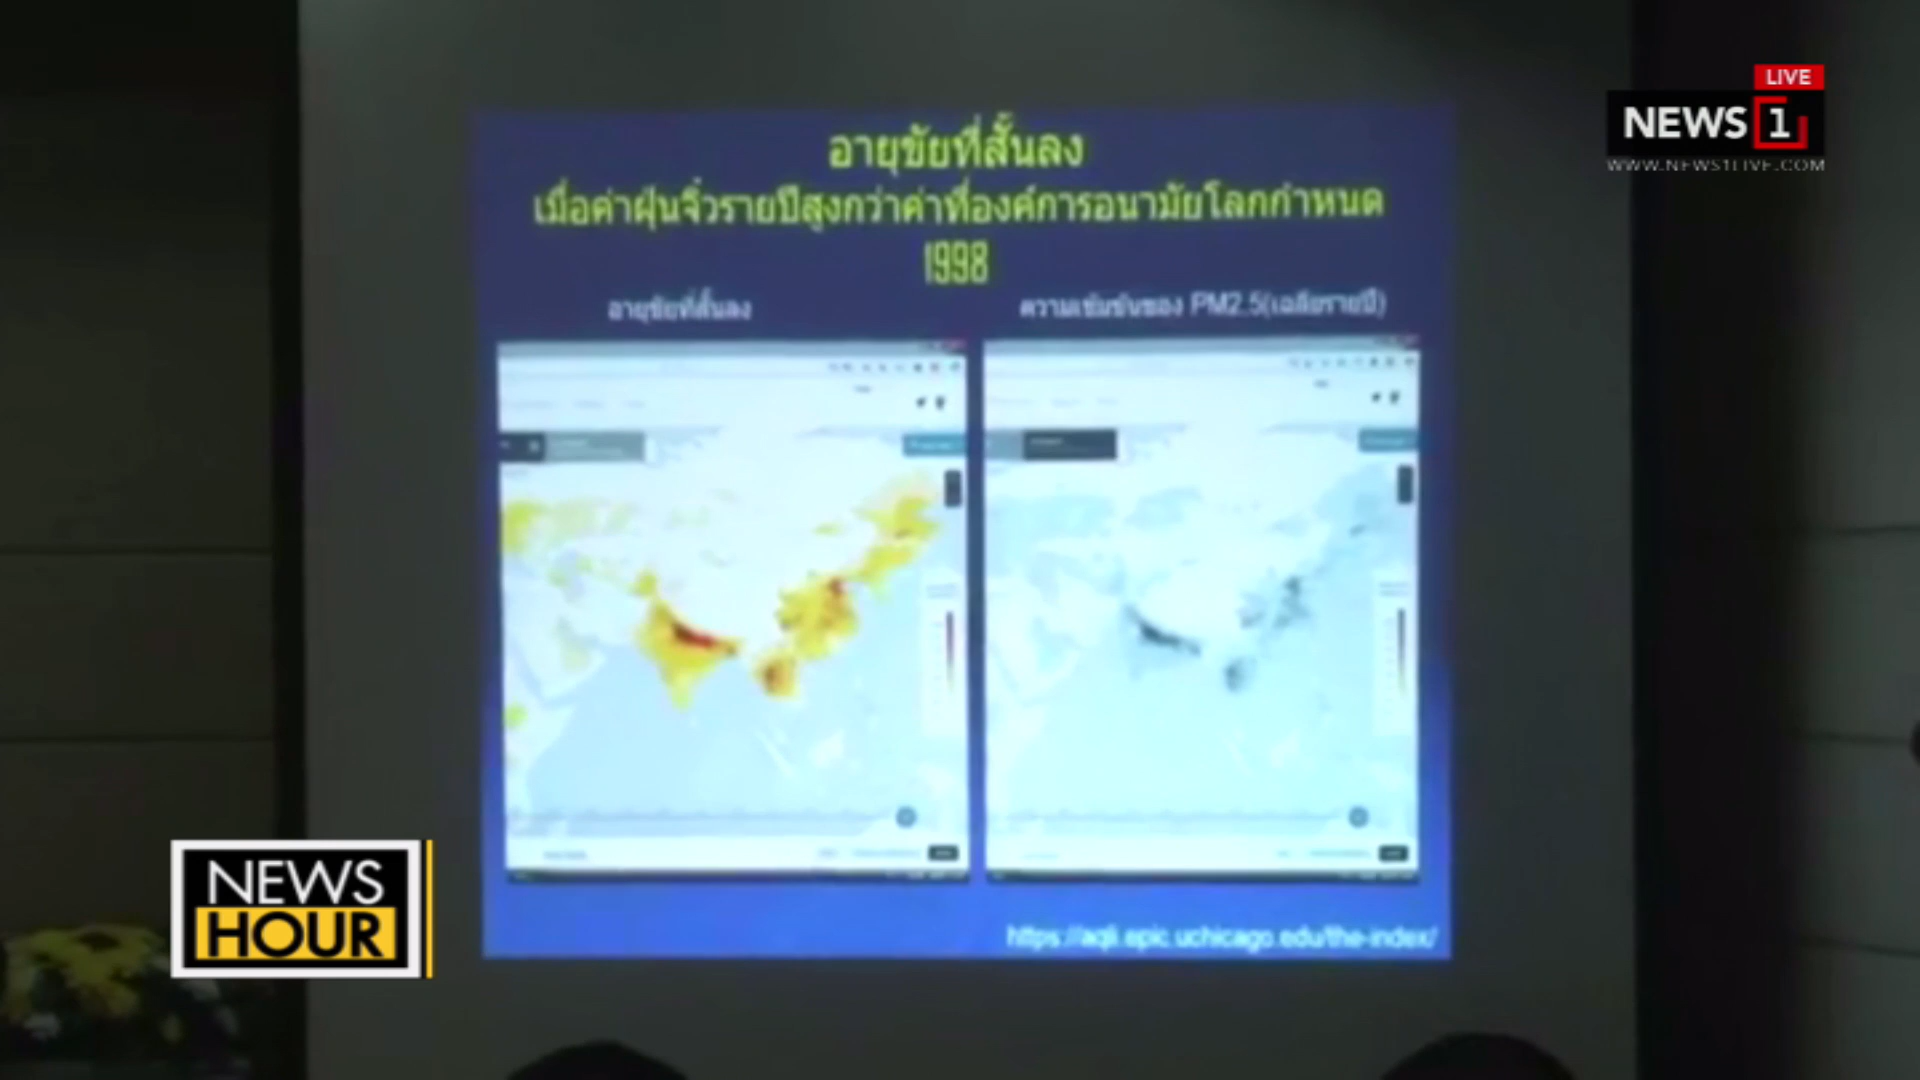 LIVE
NEWS 1
WWW.NEWS1LIVE.COM
อายุขัยที่สั้นลง
เมื่อค่าฝุ่นจิ๋วรายปีสูงกว่าค่าที่องค์การอนามัยโลกกำหนด
1998
อายุขัยที่สั้นลง
ความเข้มข้นของ PM2.5(เฉลี่ยรายปี)
https://aqli.epic.uchicago.edu/the-index/
NEWS
HOUR